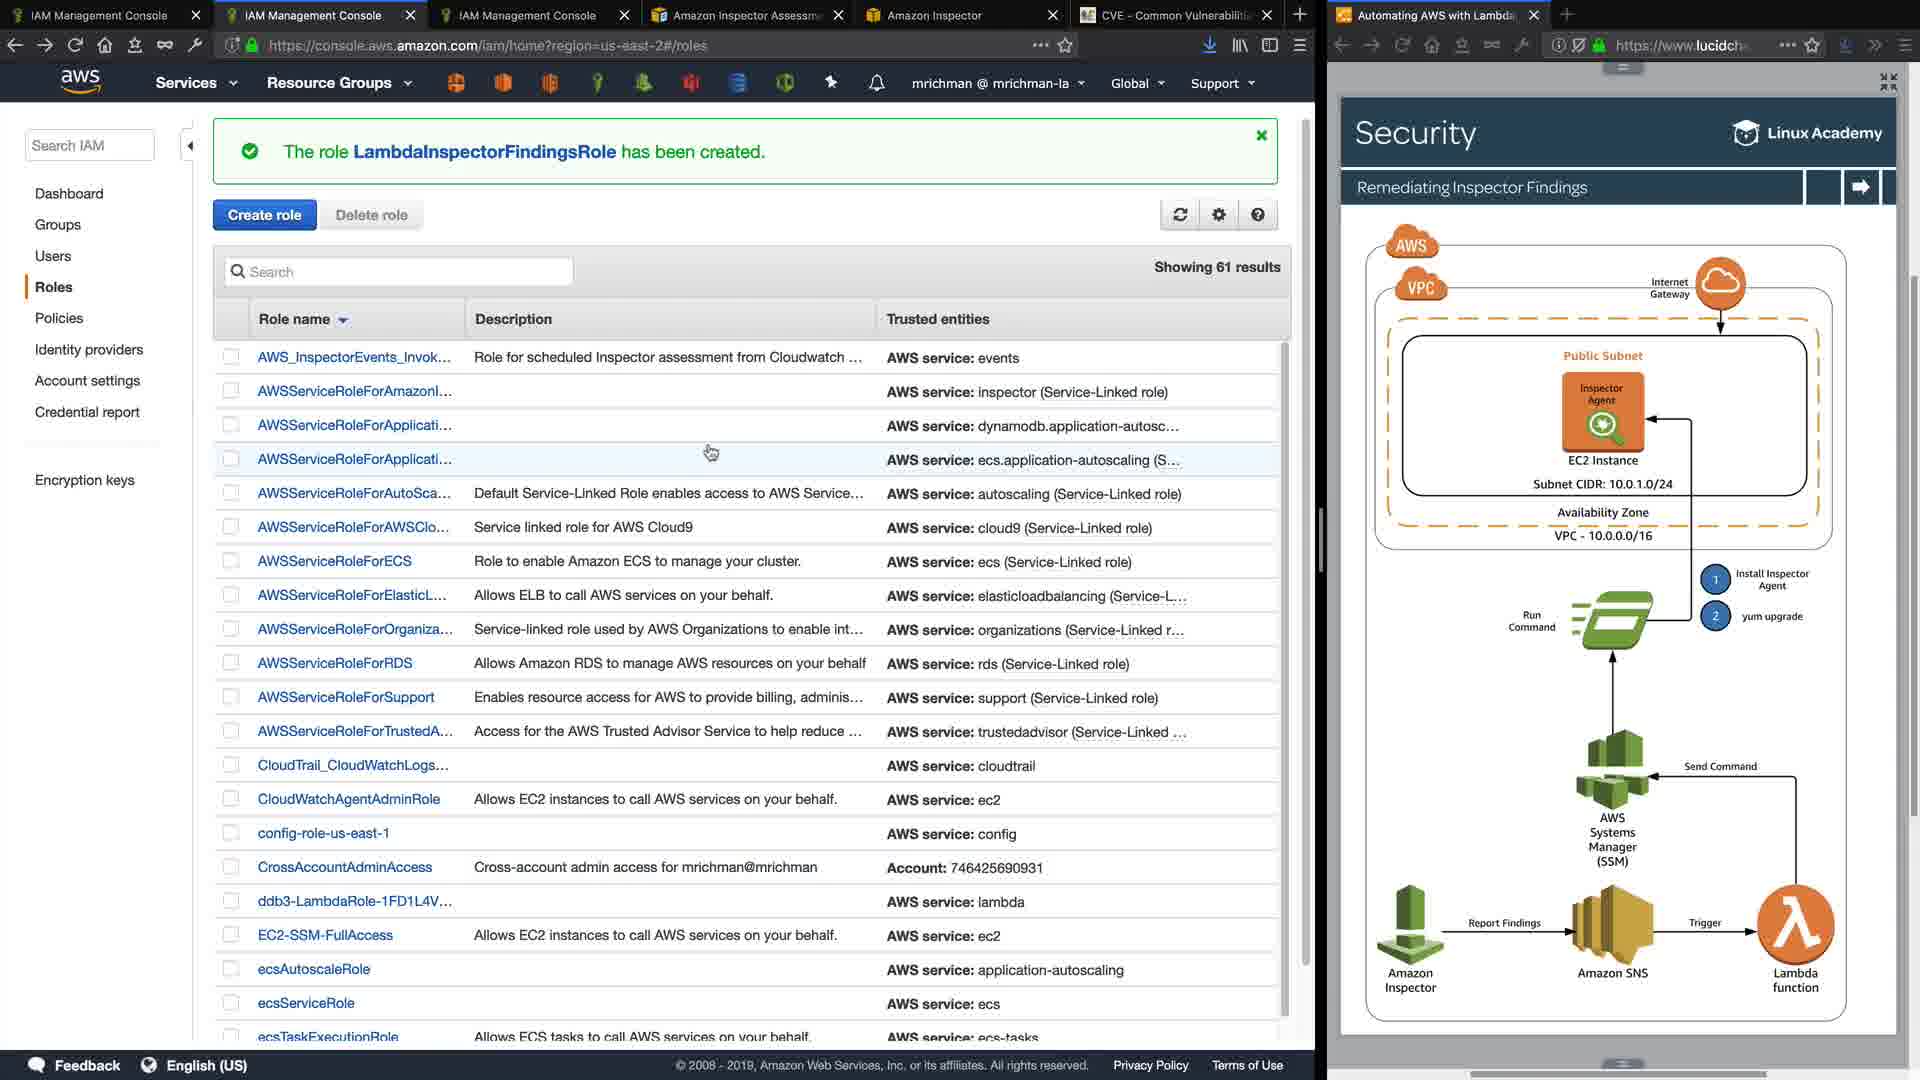 IAM Management Console
IAM Management Console
IAM Management Console
Amazon Inspector Assessm
Amazon Inspector
CVE - Common Vulnerabiliti
Automating AWS with Lambda
https://console.aws.amazon.com/iam/home?region=us-east-2#/roles
https://www.lucidch
aws
Services
Resource Groups
mrichman @ mrichman-la
Global
Support
Search IAM
Dashboard
Groups
Users
Roles
Policies
Identity providers
Account settings
Credential report
Encryption keys
The role LambdaInspectorFindingsRole has been created.
Create role
Delete role
Search
Showing 61 results
Role name
Description
Trusted entities
AWS_InspectorEvents_Invok... Role for scheduled Inspector assessment from Cloudwatch ... AWS service: events
AWSServiceRoleForAmazonI... AWS service: inspector (Service-Linked role)
AWSServiceRoleForApplicati... AWS service: dynamodb.application-autosc...
AWSServiceRoleForApplicati... AWS service: ecs.application-autoscaling (S...
AWSServiceRoleForAutoSca... Default Service-Linked Role enables access to AWS Service... AWS service: autoscaling (Service-Linked role)
AWSServiceRoleForAWSClo... Service linked role for AWS Cloud9 AWS service: cloud9 (Service-Linked role)
AWSServiceRoleForECS Role to enable Amazon ECS to manage your cluster. AWS service: ecs (Service-Linked role)
AWSServiceRoleForElasticL... Allows ELB to call AWS services on your behalf. AWS service: elasticloadbalancing (Service-L...
AWSServiceRoleForOrganiza... Service-linked role used by AWS Organizations to enable int... AWS service: organizations (Service-Linked r...
AWSServiceRoleForRDS Allows Amazon RDS to manage AWS resources on your behalf AWS service: rds (Service-Linked role)
AWSServiceRoleForSupport Enables resource access for AWS to provide billing, adminis... AWS service: support (Service-Linked role)
AWSServiceRoleForTrustedA... Access for the AWS Trusted Advisor Service to help reduce ... AWS service: trustedadvisor (Service-Linked ...
CloudTrail_CloudWatchLogs... AWS service: cloudtrail
CloudWatchAgentAdminRole Allows EC2 instances to call AWS services on your behalf. AWS service: ec2
config-role-us-east-1 AWS service: config
CrossAccountAdminAccess Cross-account admin access for mrichman@mrichman Account: 746425690931
ddb3-LambdaRole-1FD1L4V... AWS service: lambda
EC2-SSM-FullAccess Allows EC2 instances to call AWS services on your behalf. AWS service: ec2
ecsAutoscaleRole AWS service: application-autoscaling
ecsServiceRole AWS service: ecs
ecsTaskExecutionRole Allows ECS tasks to call AWS services on your behalf. AWS service: ecs-tasks
Feedback
English (US)
© 2008 - 2019, Amazon Web Services, Inc. or its affiliates. All rights reserved.
Privacy Policy
Terms of Use
Security
Linux Academy
Remediating Inspector Findings
AWS
VPC
Internet
Gateway
Public Subnet
Inspector
Agent
EC2 Instance
Subnet CIDR: 10.0.1.0/24
Availability Zone
VPC - 10.0.0.0/16
1
Install Inspector
Agent
2
yum upgrade
Run
Command
AWS
Systems
Manager
(SSM)
Send Command
Report Findings
Trigger
Amazon
Inspector
Amazon SNS
Lambda
function